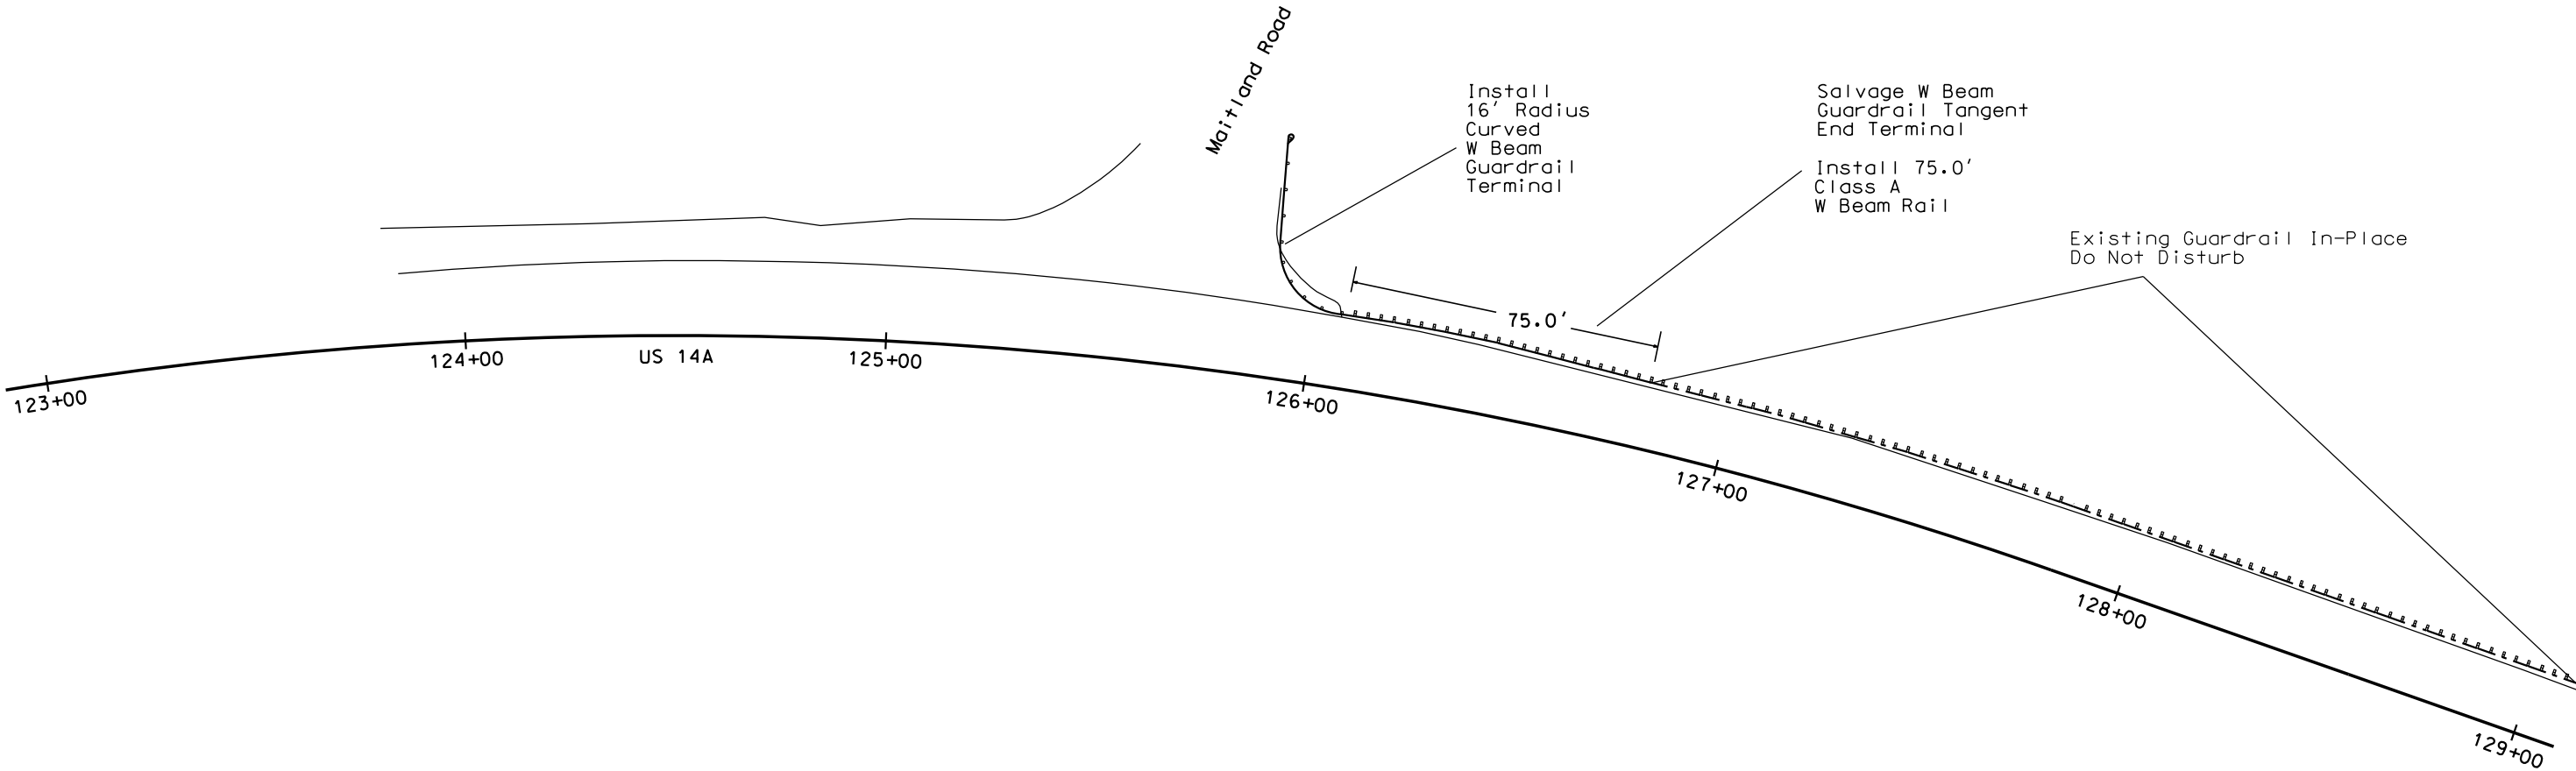 Maitland Road
Install
16' Radius
Curved
W Beam
Guardrail
Terminal
Salvage W Beam
Guardrail Tangent
End Terminal
Install 75.0'
Class A
W Beam Rail
Existing Guardrail In-Place
Do Not Disturb
75.0'
123+00
124+00
US 14A
125+00
126+00
127+00
128+00
129+00